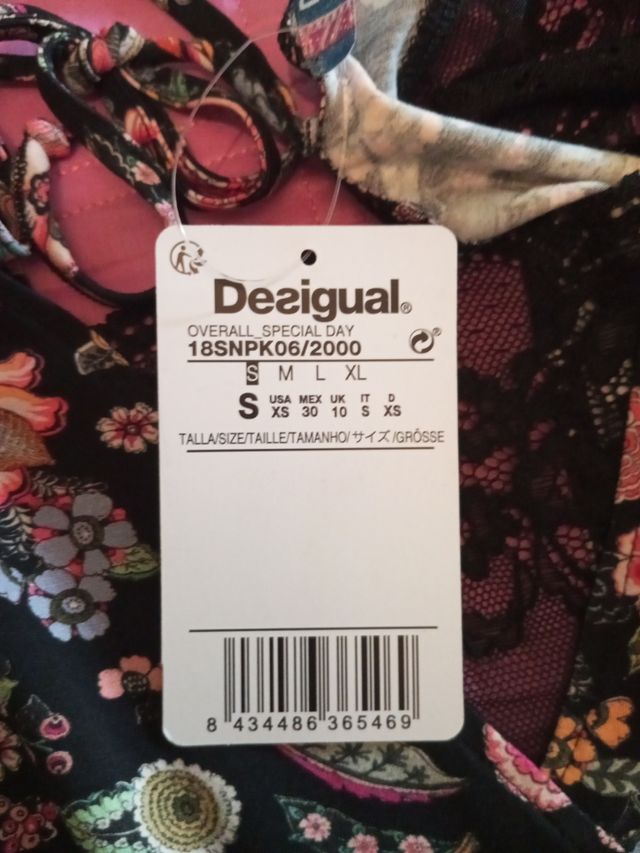 Desigual®
OVERALL_SPECIAL DAY
18SNPK06/2000
S M L XL
S USA XS MEX 30 UK 10 IT S D XS
TALLA/SIZE/TAILLE/TAMANHO/サイズ/GRÖSSE
8 434486 365469